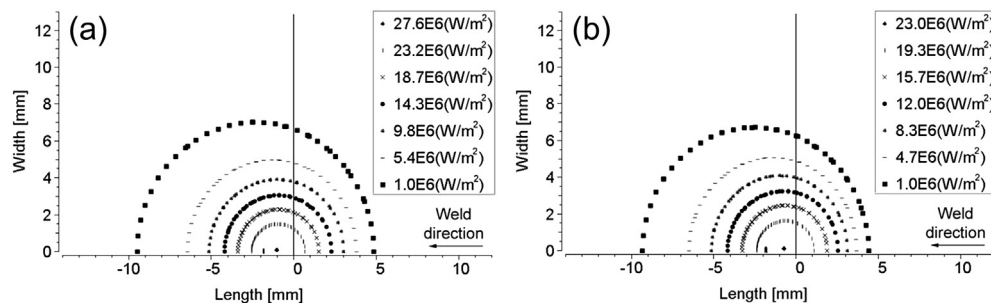 (a)
12
10
8
6
4
2
0
Width [mm]
-10 -5 0 5 10
Length [mm]
27.6E6(W/m²)
23.2E6(W/m²)
18.7E6(W/m²)
14.3E6(W/m²)
9.8E6(W/m²)
5.4E6(W/m²)
1.0E6(W/m²)
Weld
direction
(b)
12
10
8
6
4
2
0
Width [mm]
-10 -5 0 5 10
Length [mm]
23.0E6(W/m²)
19.3E6(W/m²)
15.7E6(W/m²)
12.0E6(W/m²)
8.3E6(W/m²)
4.7E6(W/m²)
1.0E6(W/m²)
Weld
direction